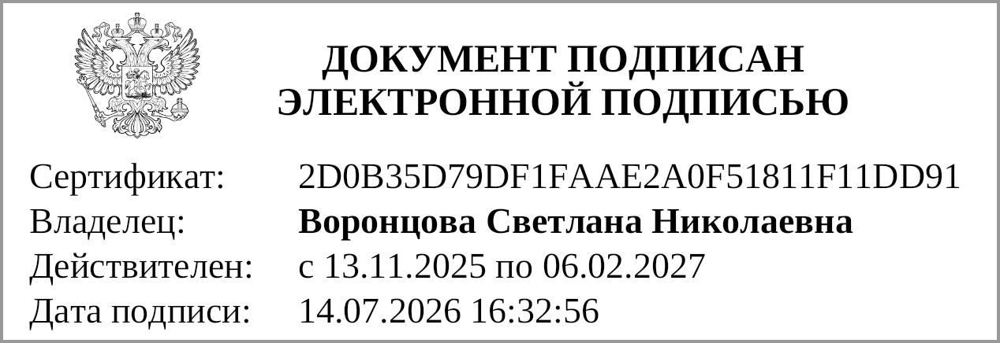 ДОКУМЕНТ ПОДПИСАН
ЭЛЕКТРОННОЙ ПОДПИСЬЮ
Сертификат: 2D0B35D79DF1FAAE2A0F51811F11DD91
Владелец: Воронцова Светлана Николаевна
Действителен: с 13.11.2025 по 06.02.2027
Дата подписи: 14.07.2026 16:32:56